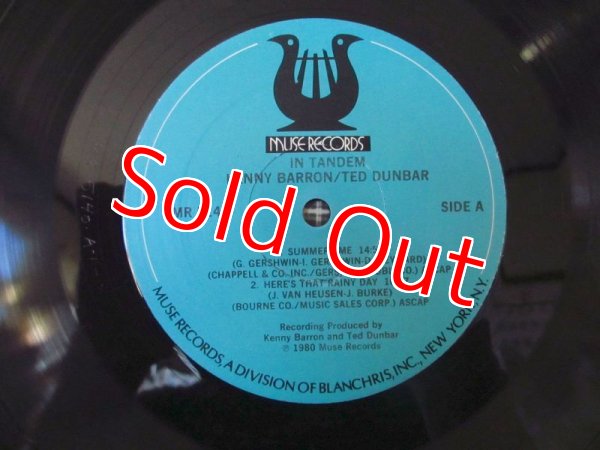 MUSE RECORDS
IN TANDEM
KENNY BARRON/TED DUNBAR
MR
SIDE A
Sold Out
SUMMERTIME
(G. GERSHWIN-I. GERSHWIN-
(CHAPPELL & CO., INC./
2. HERE'S THAT RAINY DAY
(J. VAN HEUSEN-J. BURKE)
(BOURNE CO./MUSIC SALES CORP.) ASCAP
Recording Produced by
Kenny Barron and Ted Dunbar
℗ 1980 Muse Records
MUSE RECORDS, A DIVISION OF BLANCHRIS, INC., NEW YORK, N.Y.